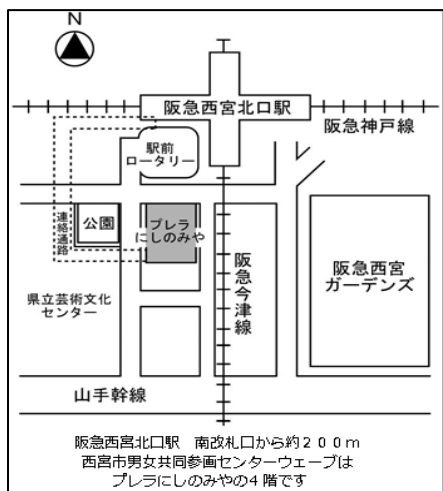 N
阪急西宮北口駅
阪急神戸線
駅前
ロータリー
連絡通路
公園
プレラ
にしのみや
阪急今津線
阪急西宮
ガーデンズ
県立芸術文化
センター
山手幹線
阪急西宮北口駅　南改札口から約２００ｍ
西宮市男女共同参画センターウェーブは
プレラにしのみやの４階です